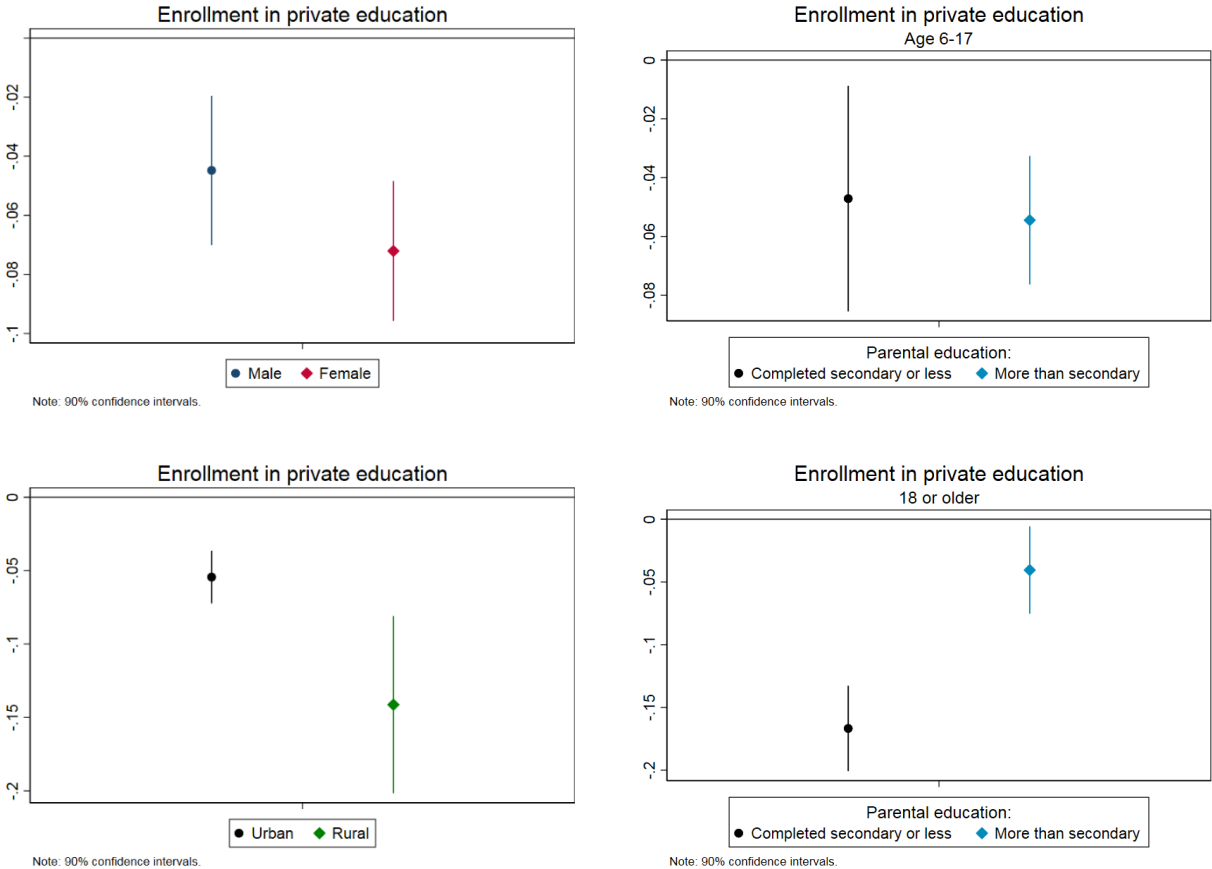 Enrollment in private education
-.02
-.04
-.06
-.08
-.1
Male Female
Note: 90% confidence intervals.
Enrollment in private education
Age 6-17
0
-.02
-.04
-.06
-.08
Parental education:
Completed secondary or less More than secondary
Note: 90% confidence intervals.
Enrollment in private education
0
-.05
-.1
-.15
-.2
Urban Rural
Note: 90% confidence intervals.
Enrollment in private education
18 or older
0
-.05
-.1
-.15
-.2
Parental education:
Completed secondary or less More than secondary
Note: 90% confidence intervals.